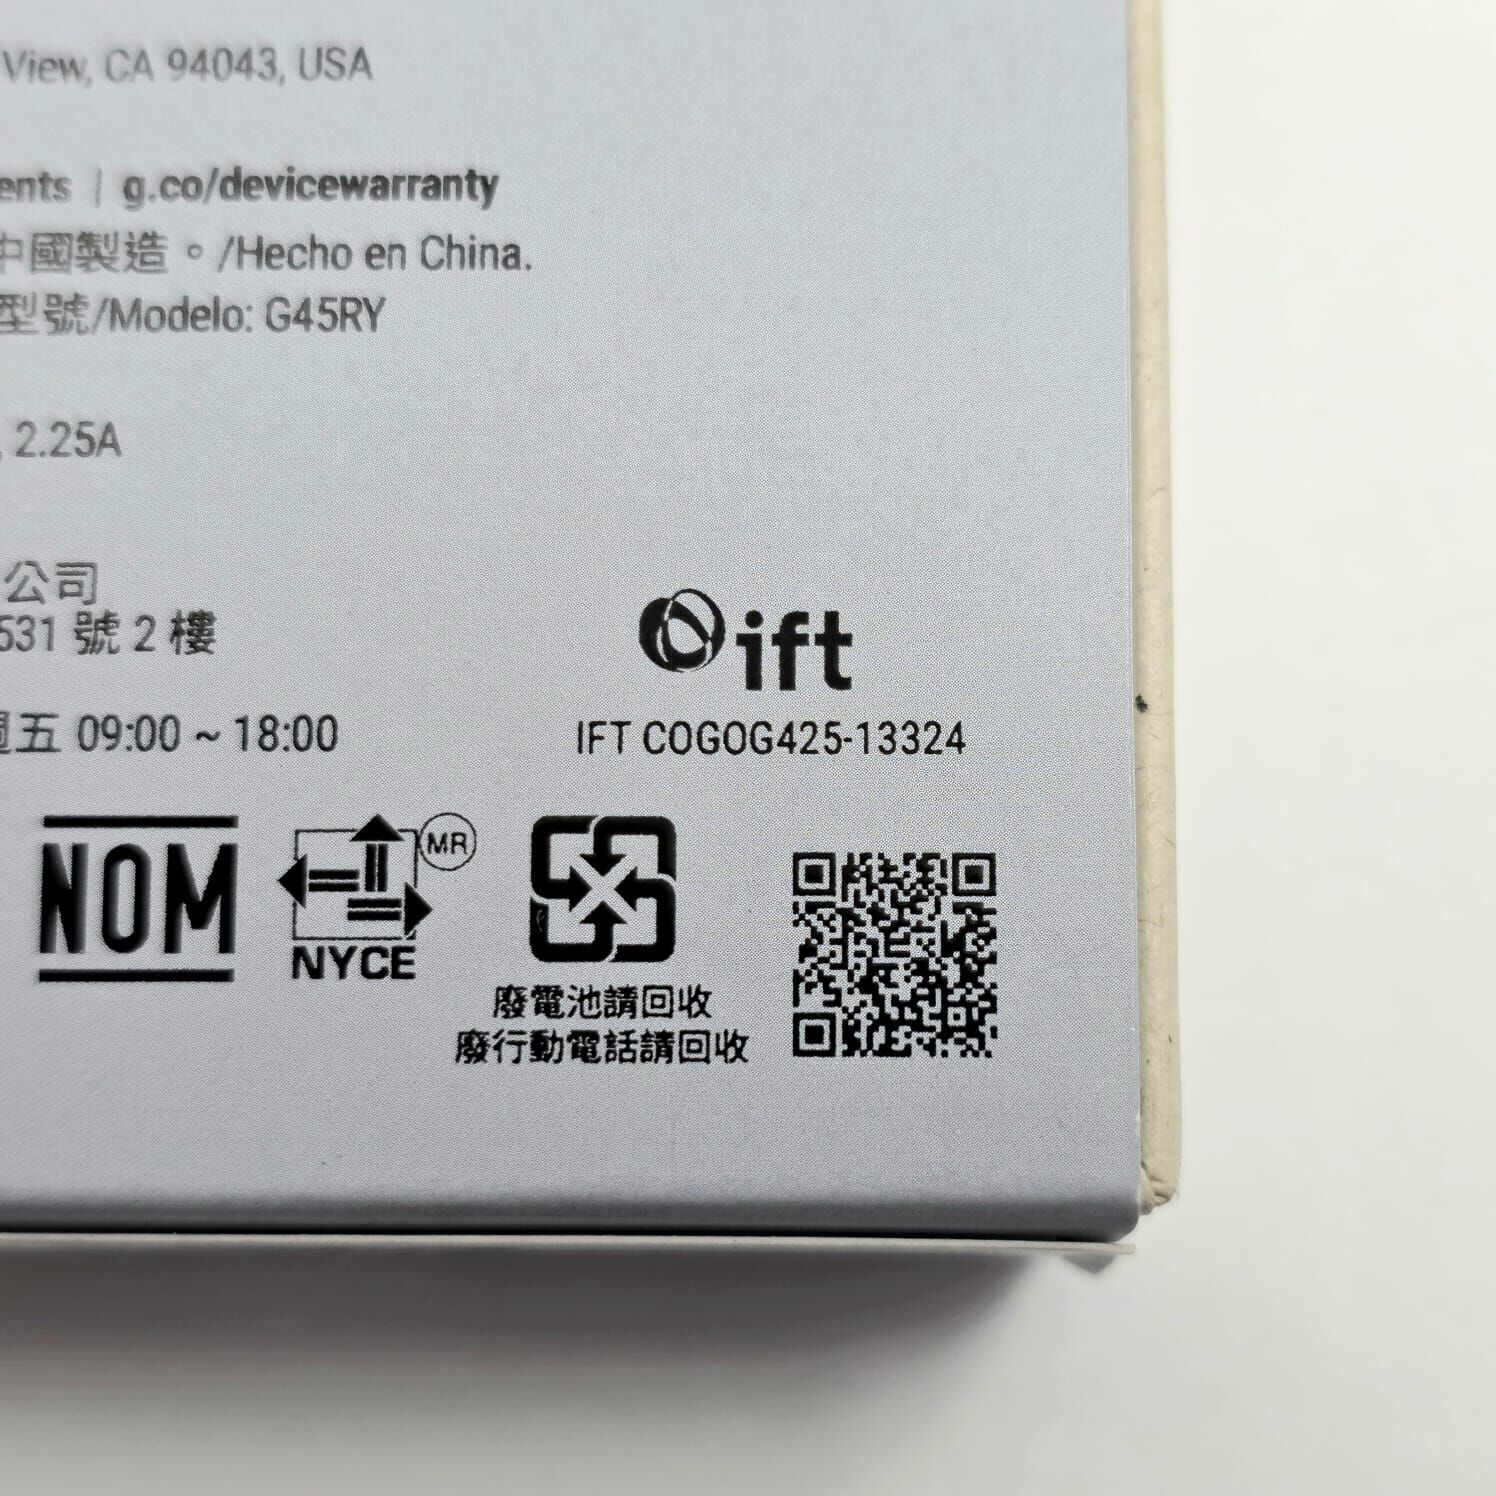 View, CA 94043, USA
ents | g.co/devicewarranty
中國製造。/Hecho en China.
型號/Modelo: G45RY
, 2.25A
公司
531 號 2 樓
週五 09:00 ~ 18:00
ift
IFT COGOG425-13324
NOM
MR
NYCE
廢電池請回收
廢行動電話請回收